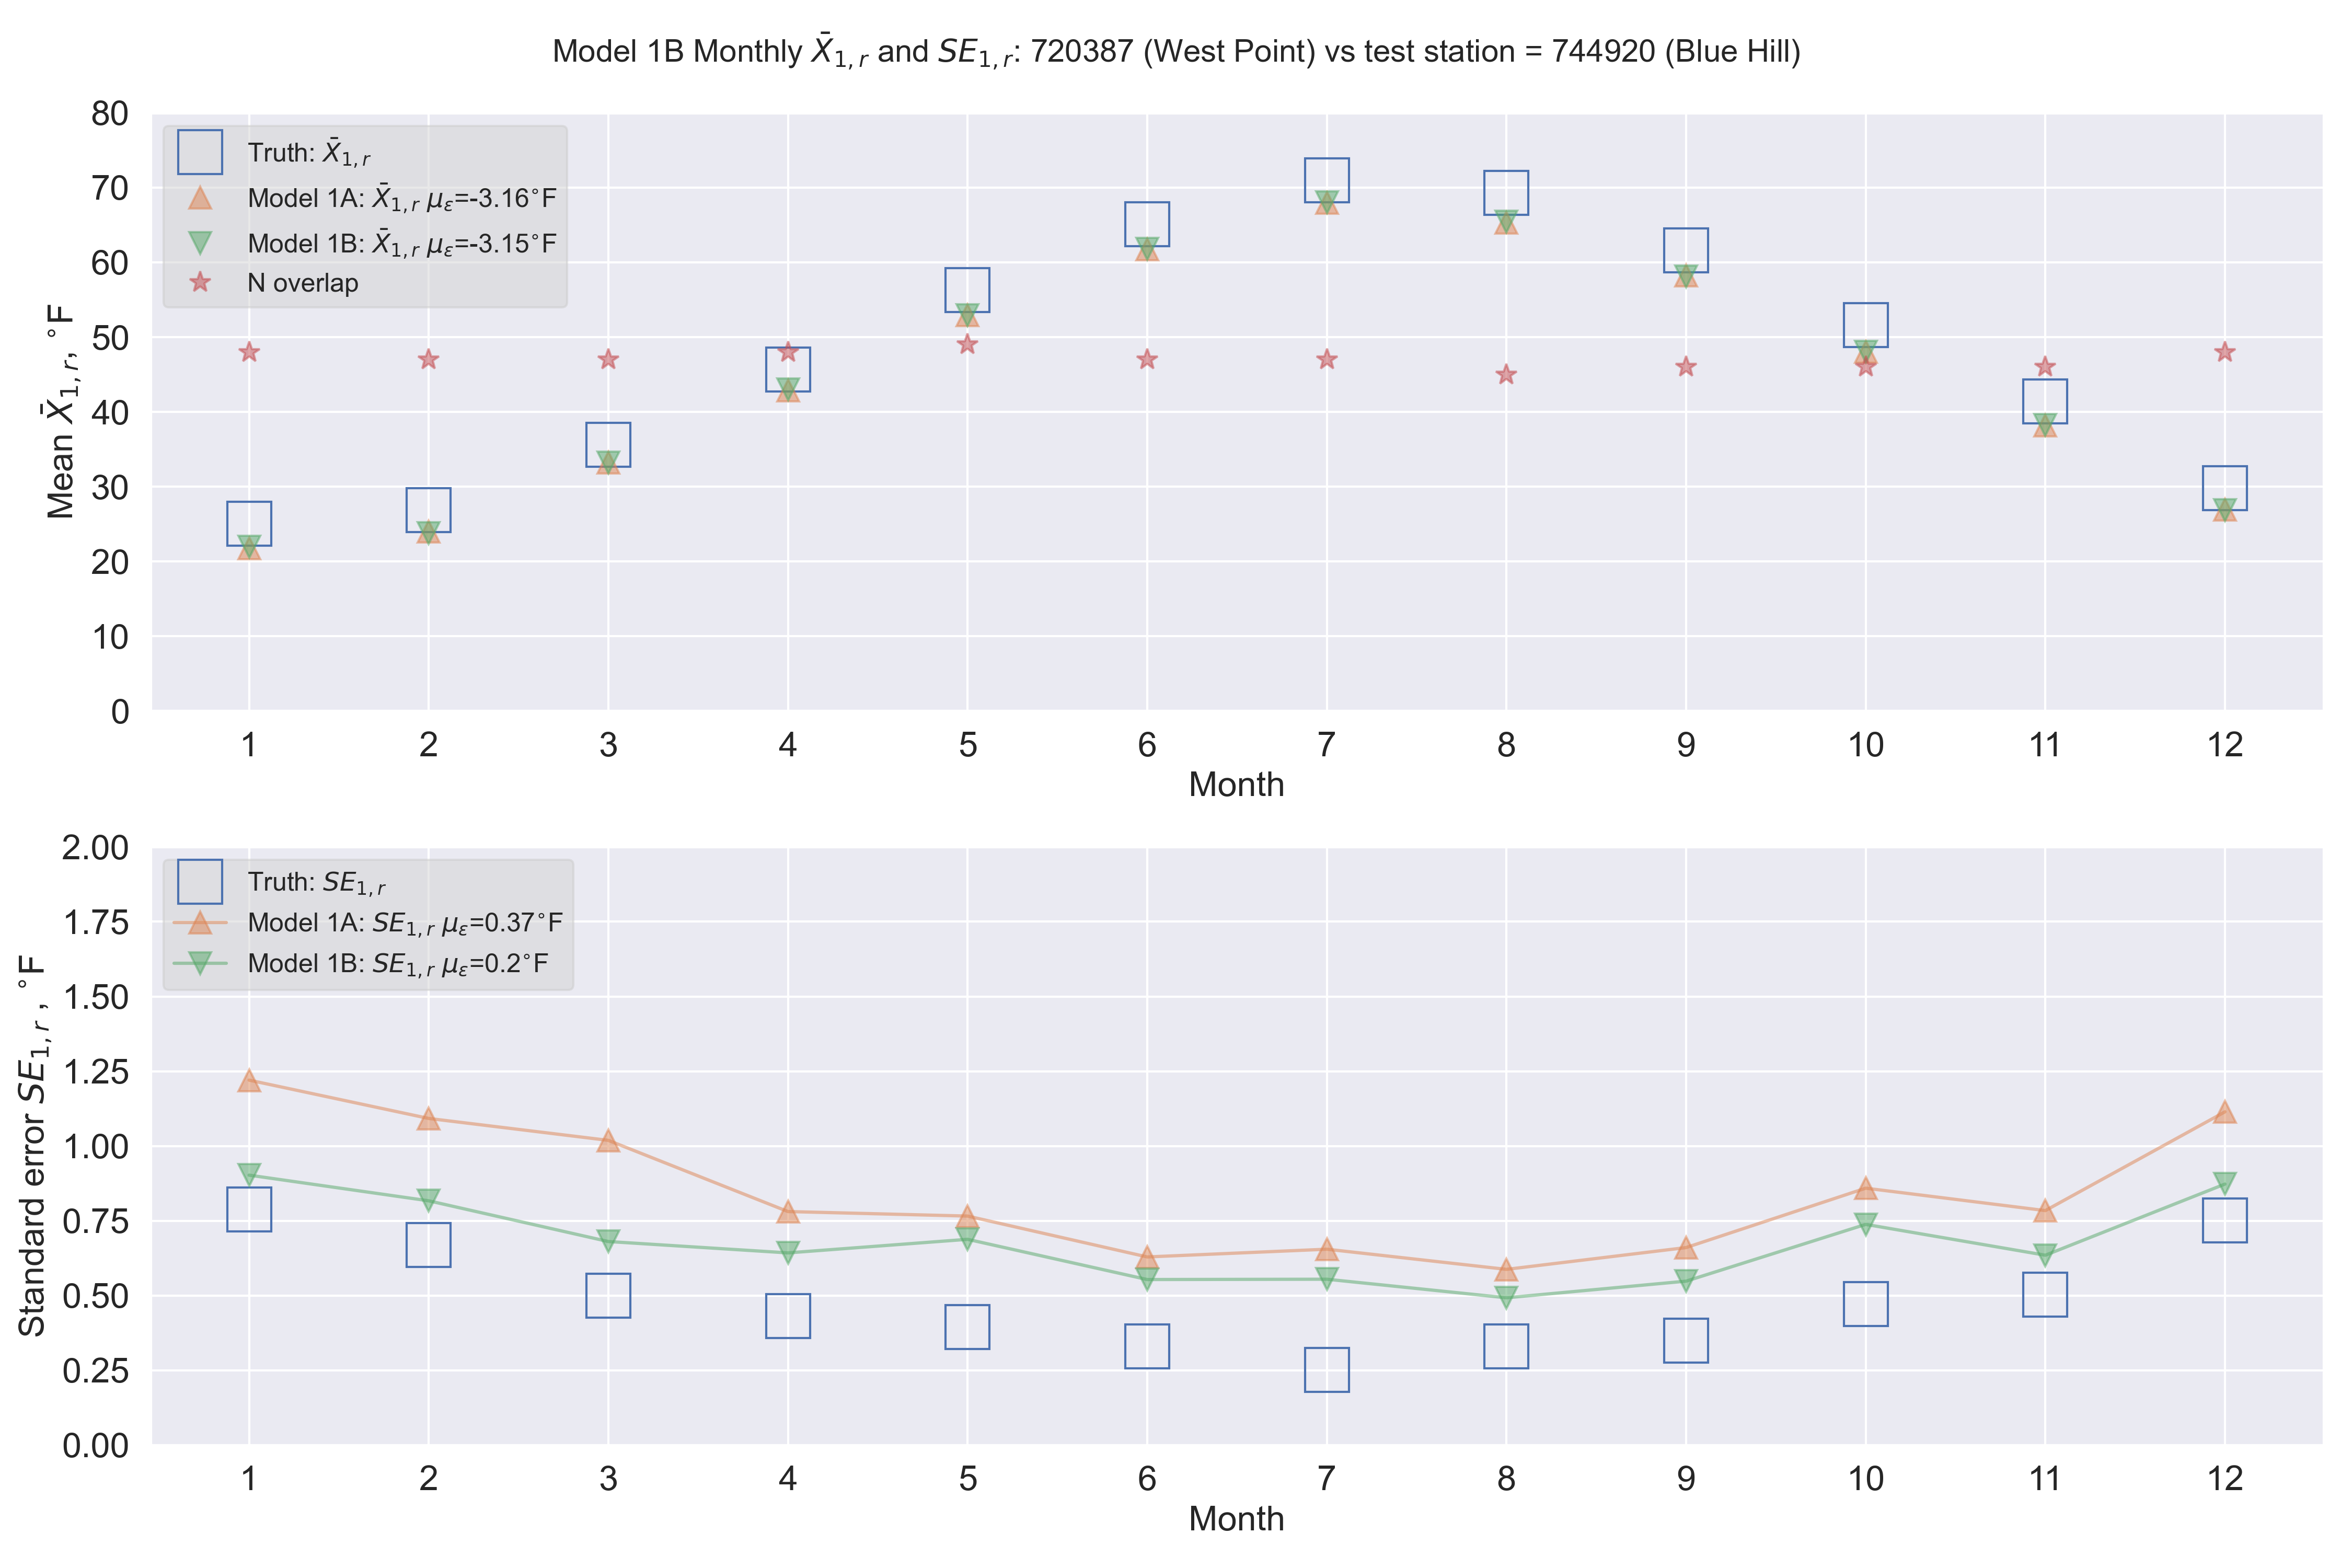 Model 1B Monthly X̄₁,ᵣ and SE₁,ᵣ: 720387 (West Point) vs test station = 744920 (Blue Hill)
80
70
60
50
40
30
20
10
0
Mean X̄₁,ᵣ, °F
Truth: X̄₁,ᵣ
Model 1A: X̄₁,ᵣ με=-3.16°F
Model 1B: X̄₁,ᵣ με=-3.15°F
N overlap
1 2 3 4 5 6 7 8 9 10 11 12
Month
2.00
1.75
1.50
1.25
1.00
0.75
0.50
0.25
0.00
Standard error SE₁,ᵣ , °F
Truth: SE₁,ᵣ
Model 1A: SE₁,ᵣ με=0.37°F
Model 1B: SE₁,ᵣ με=0.2°F
1 2 3 4 5 6 7 8 9 10 11 12
Month